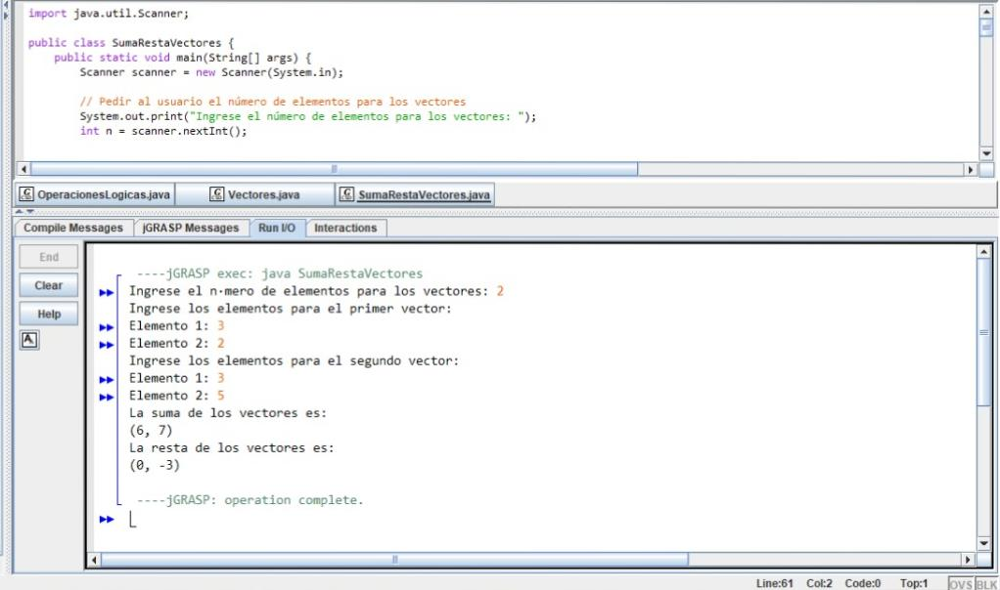 import java.util.Scanner;
public class SumaRestaVectores {
public static void main(String[] args) {
Scanner scanner = new Scanner(System.in);
// Pedir al usuario el número de elementos para los vectores
System.out.print("Ingrese el número de elementos para los vectores: ");
int n = scanner.nextInt();
OperacionesLogicas.java Vectores.java SumaRestaVectores.java
Compile Messages jGRASP Messages Run I/O Interactions
End
Clear
Help
A
----jGRASP exec: java SumaRestaVectores
Ingrese el n·mero de elementos para los vectores: 2
Ingrese los elementos para el primer vector:
Elemento 1: 3
Elemento 2: 2
Ingrese los elementos para el segundo vector:
Elemento 1: 3
Elemento 2: 5
La suma de los vectores es:
(6, 7)
La resta de los vectores es:
(0, -3)
----jGRASP: operation complete.
Line:61 Col:2 Code:0 Top:1 OVS BLK